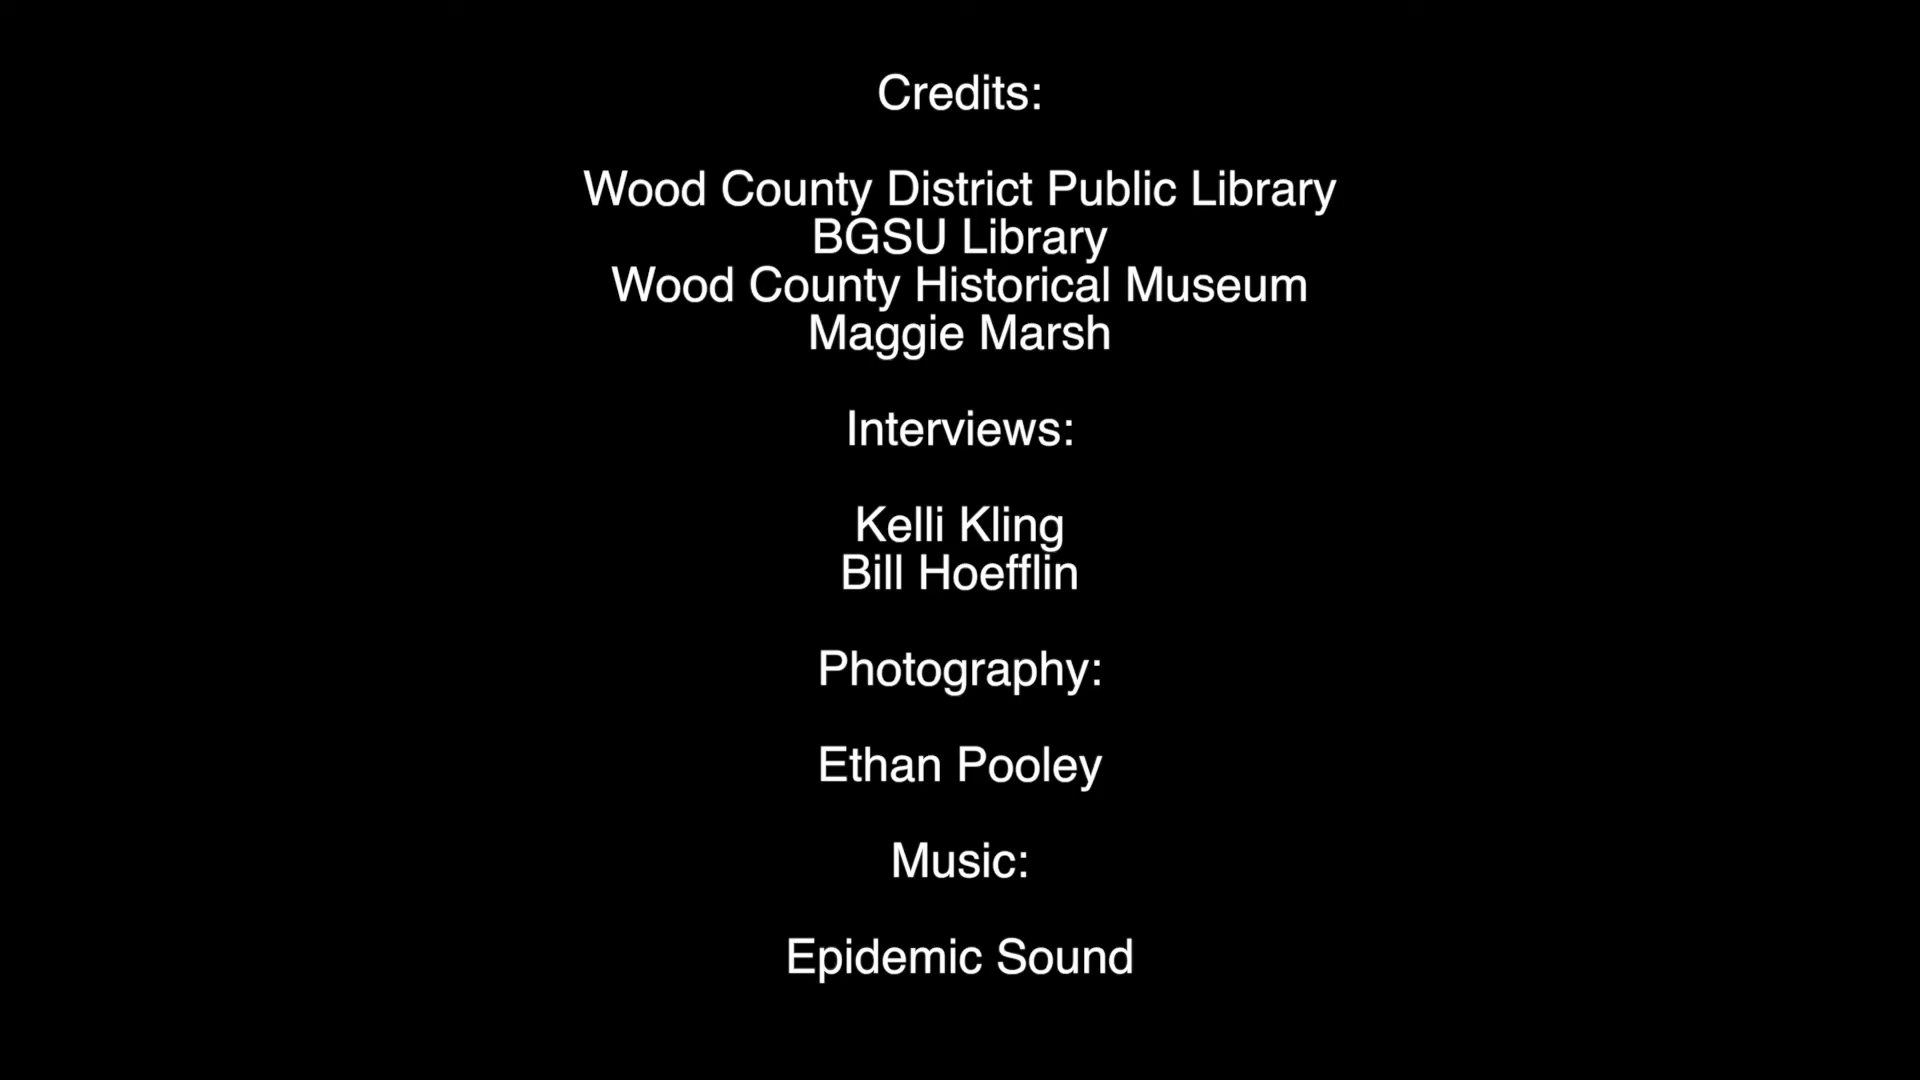 Credits:
Wood County District Public Library
BGSU Library
Wood County Historical Museum
Maggie Marsh
Interviews:
Kelli Kling
Bill Hoefflin
Photography:
Ethan Pooley
Music:
Epidemic Sound